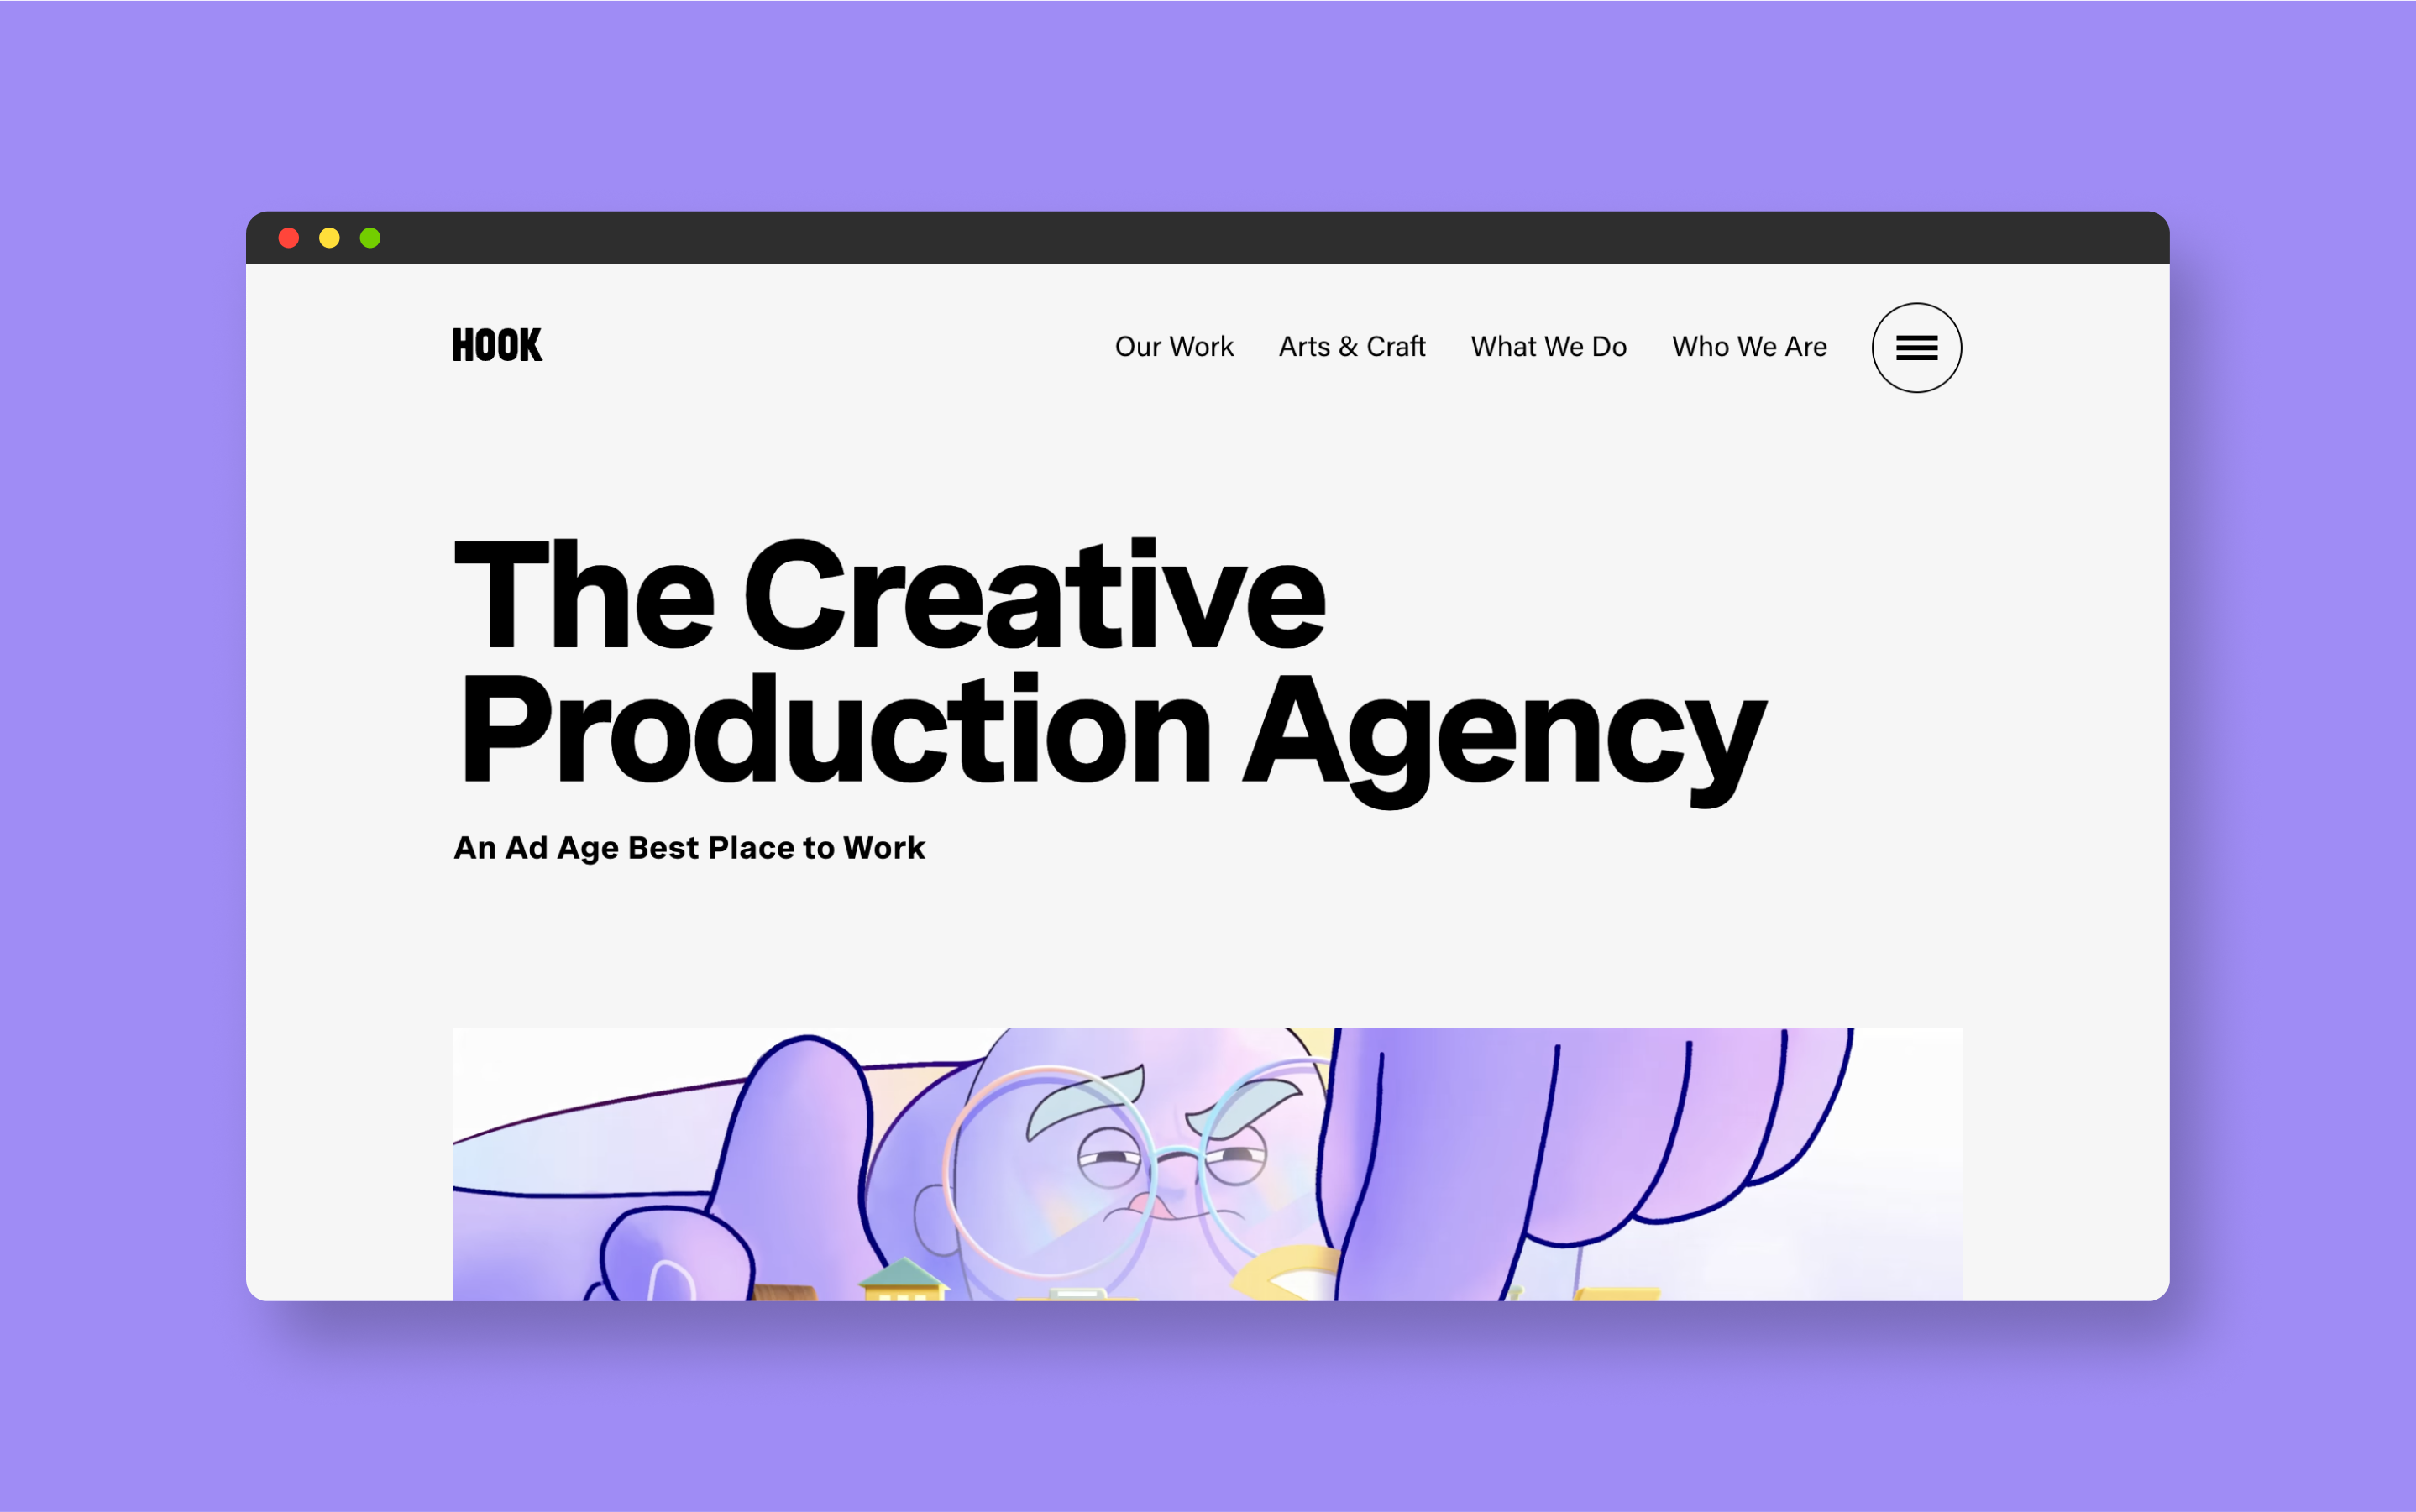 HOOK
Our Work Arts & Craft What We Do Who We Are
The Creative
Production Agency
An Ad Age Best Place to Work